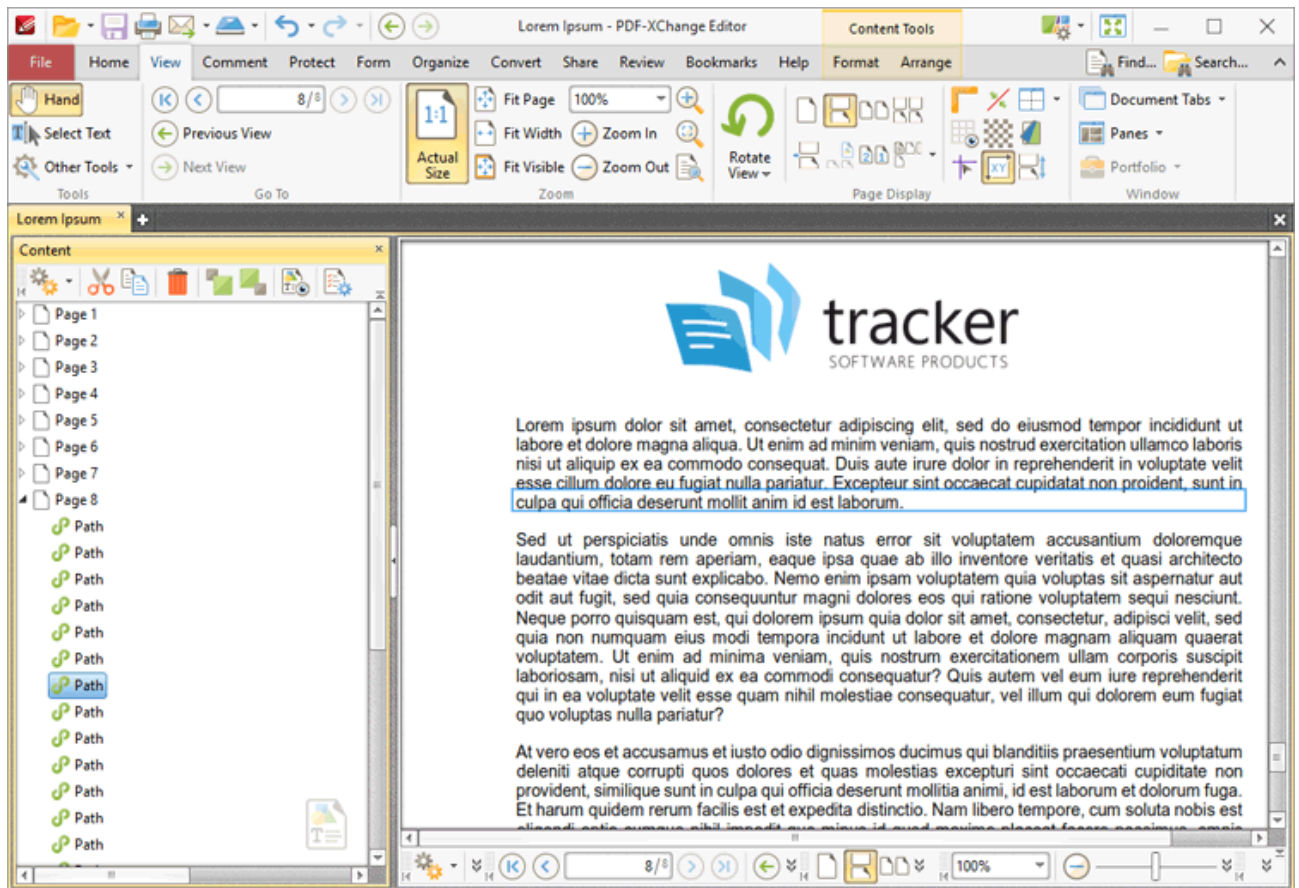 Lorem Ipsum - PDF-XChange Editor
Content Tools
File Home View Comment Protect Form Organize Convert Share Review Bookmarks Help Format Arrange Find... Search...
Hand
Select Text
Other Tools
Tools
8/8
Previous View
Next View
Go To
1:1
Actual Size
Fit Page 100%
Fit Width Zoom In
Fit Visible Zoom Out
Zoom
Rotate View
Page Display
XY
Document Tabs
Panes
Portfolio
Window
Lorem Ipsum
Content
Page 1
Page 2
Page 3
Page 4
Page 5
Page 6
Page 7
Page 8
Path
Path
Path
Path
Path
Path
Path
Path
Path
Path
Path
Path
Path
tracker
SOFTWARE PRODUCTS
Lorem ipsum dolor sit amet, consectetur adipiscing elit, sed do eiusmod tempor incididunt ut
labore et dolore magna aliqua. Ut enim ad minim veniam, quis nostrud exercitation ullamco laboris
nisi ut aliquip ex ea commodo consequat. Duis aute irure dolor in reprehenderit in voluptate velit
esse cillum dolore eu fugiat nulla pariatur. Excepteur sint occaecat cupidatat non proident, sunt in
culpa qui officia deserunt mollit anim id est laborum.
Sed ut perspiciatis unde omnis iste natus error sit voluptatem accusantium doloremque
laudantium, totam rem aperiam, eaque ipsa quae ab illo inventore veritatis et quasi architecto
beatae vitae dicta sunt explicabo. Nemo enim ipsam voluptatem quia voluptas sit aspernatur aut
odit aut fugit, sed quia consequuntur magni dolores eos qui ratione voluptatem sequi nesciunt.
Neque porro quisquam est, qui dolorem ipsum quia dolor sit amet, consectetur, adipisci velit, sed
quia non numquam eius modi tempora incidunt ut labore et dolore magnam aliquam quaerat
voluptatem. Ut enim ad minima veniam, quis nostrum exercitationem ullam corporis suscipit
laboriosam, nisi ut aliquid ex ea commodi consequatur? Quis autem vel eum iure reprehenderit
qui in ea voluptate velit esse quam nihil molestiae consequatur, vel illum qui dolorem eum fugiat
quo voluptas nulla pariatur?
At vero eos et accusamus et iusto odio dignissimos ducimus qui blanditiis praesentium voluptatum
deleniti atque corrupti quos dolores et quas molestias excepturi sint occaecati cupiditate non
provident, similique sunt in culpa qui officia deserunt mollitia animi, id est laborum et dolorum fuga.
Et harum quidem rerum facilis est et expedita distinctio. Nam libero tempore, cum soluta nobis est
8/8
100%